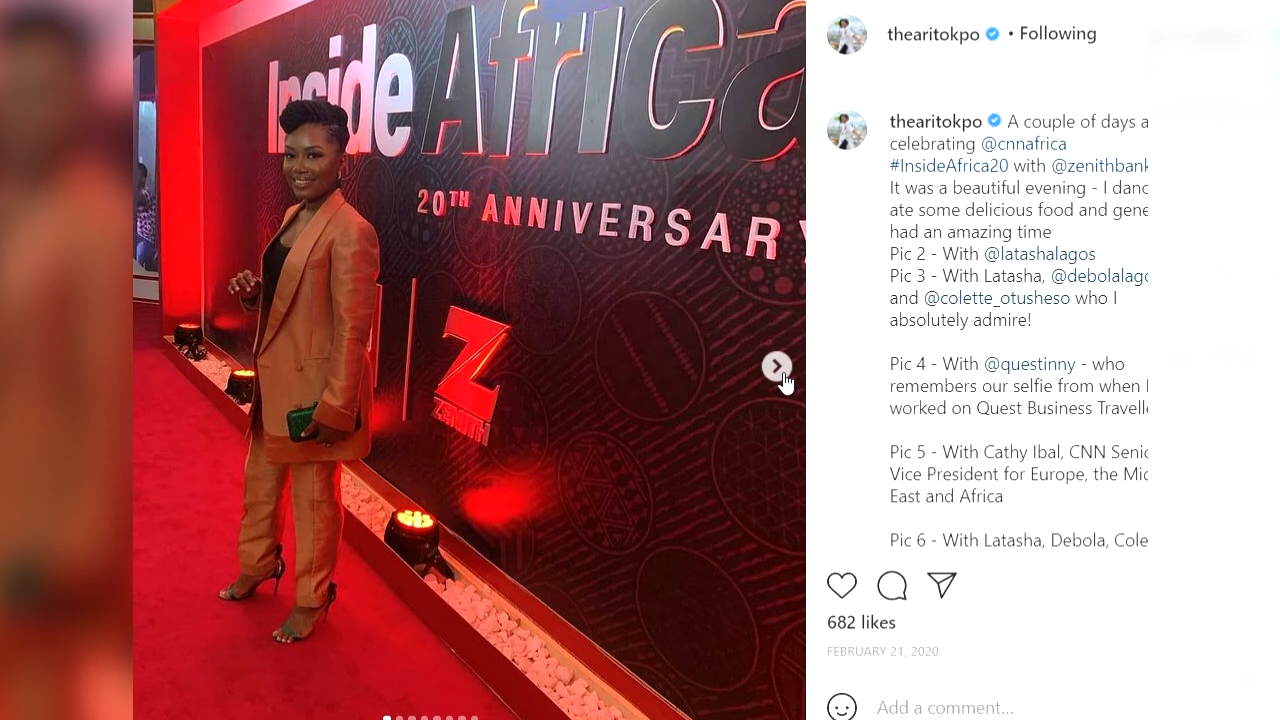 Inside Africa
20TH ANNIVERSARY
Z
ZENITH
thearitokpo • Following
thearitokpo A couple of days a
celebrating @cnnafrica
#InsideAfrica20 with @zenithbank
It was a beautiful evening - I danc
ate some delicious food and gene
had an amazing time
Pic 2 - With @latashalagos
Pic 3 - With Latasha, @debolalago
and @colette_otusheso who I
absolutely admire!
Pic 4 - With @questinny - who
remembers our selfie from when I
worked on Quest Business Travelle
Pic 5 - With Cathy Ibal, CNN Senio
Vice President for Europe, the Mid
East and Africa
Pic 6 - With Latasha, Debola, Cole
682 likes
FEBRUARY 21, 2020
Add a comment...